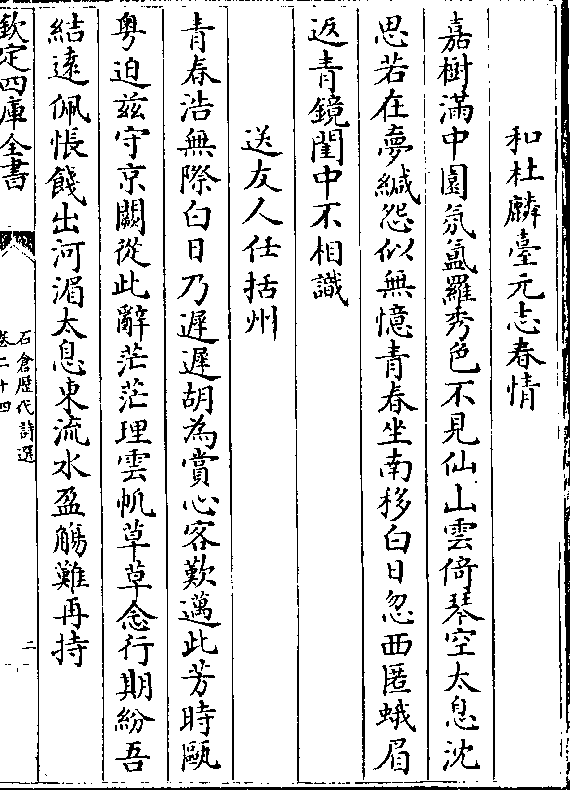 和杜麟臺元志春情
嘉樹滿中園氛氳羅秀色不見仙山雲倚琴空太息沈
思若在夢緘怨似無憶青春坐南移白日忽西匿蛾眉
返青鏡閨中不相識
送友人任括州
青春浩無際白日乃遲遲胡為賞心客歎邁此芳時甌
粤迫兹守京闕從此辭茫茫理雲帆草草念行期紛吾
結遠佩悵餞出河湄太息東流水盈觴難再持
欽定四庫全書
石倉歷代詩選
卷二十四
二